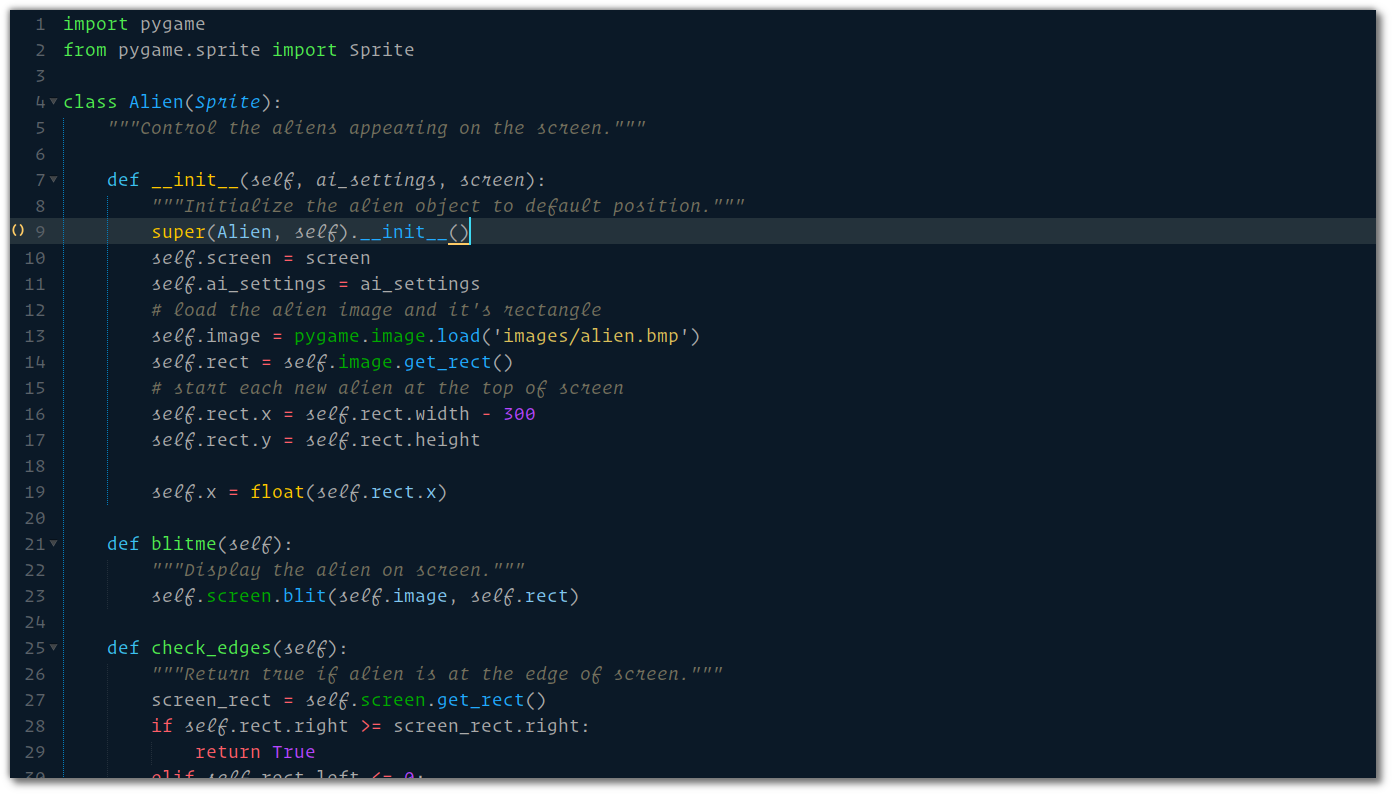 1 import pygame
2 from pygame.sprite import Sprite
3
4 class Alien(Sprite):
5     """Control the aliens appearing on the screen."""
6
7     def __init__(self, ai_settings, screen):
8         """Initialize the alien object to default position."""
() 9         super(Alien, self).__init__()
10         self.screen = screen
11         self.ai_settings = ai_settings
12         # load the alien image and it's rectangle
13         self.image = pygame.image.load('images/alien.bmp')
14         self.rect = self.image.get_rect()
15         # start each new alien at the top of screen
16         self.rect.x = self.rect.width - 300
17         self.rect.y = self.rect.height
18
19         self.x = float(self.rect.x)
20
21     def blitme(self):
22         """Display the alien on screen."""
23         self.screen.blit(self.image, self.rect)
24
25     def check_edges(self):
26         """Return true if alien is at the edge of screen."""
27         screen_rect = self.screen.get_rect()
28         if self.rect.right >= screen_rect.right:
29             return True
30         elif self.rect.left <= 0: